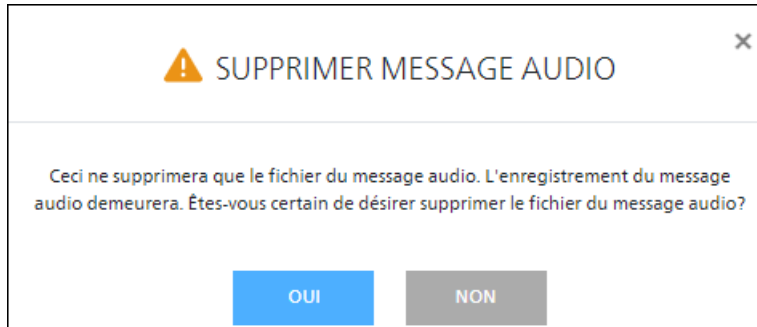 SUPPRIMER MESSAGE AUDIO
Ceci ne supprimera que le fichier du message audio. L'enregistrement du message
audio demeurera. Êtes-vous certain de désirer supprimer le fichier du message audio?
OUI NON